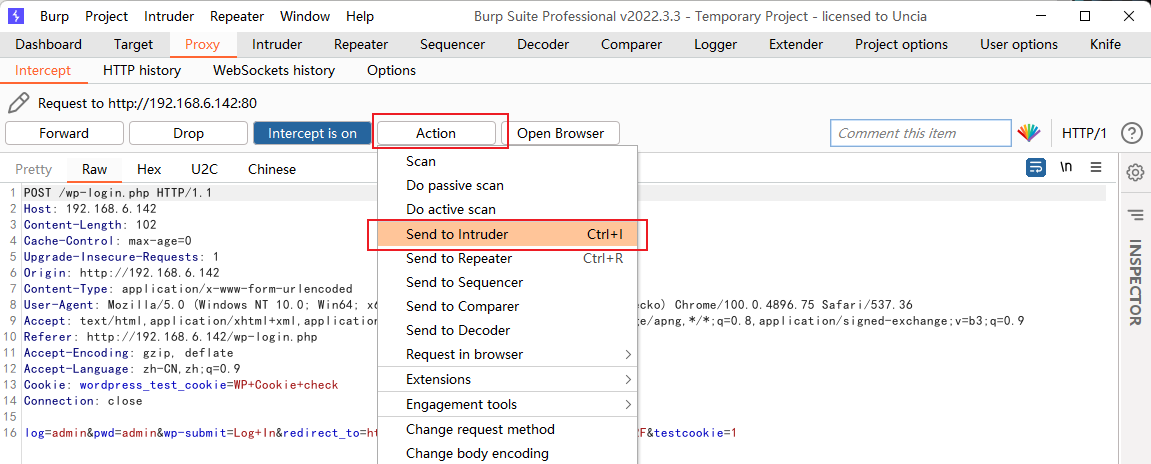 Burp Project Intruder Repeater Window Help Burp Suite Professional v2022.3.3 - Temporary Project - licensed to Uncia
Dashboard Target Proxy Intruder Repeater Sequencer Decoder Comparer Logger Extender Project options User options Knife
Intercept HTTP history WebSockets history Options
Request to http://192.168.6.142:80
Forward Drop Intercept is on Action Open Browser Comment this item HTTP/1 ?
Pretty Raw Hex U2C Chinese \n
Scan
Do passive scan
Do active scan
Send to Intruder Ctrl+I
Send to Repeater Ctrl+R
Send to Sequencer
Send to Comparer
Send to Decoder
Request in browser
Extensions
Engagement tools
Change request method
Change body encoding
1 POST /wp-login.php HTTP/1.1
2 Host: 192.168.6.142
3 Content-Length: 102
4 Cache-Control: max-age=0
5 Upgrade-Insecure-Requests: 1
6 Origin: http://192.168.6.142
7 Content-Type: application/x-www-form-urlencoded
8 User-Agent: Mozilla/5.0 (Windows NT 10.0; Win64; x6 ecko) Chrome/100.0.4896.75 Safari/537.36
9 Accept: text/html,application/xhtml+xml,application ge/apng,*/*;q=0.8,application/signed-exchange;v=b3;q=0.9
10 Referer: http://192.168.6.142/wp-login.php
11 Accept-Encoding: gzip, deflate
12 Accept-Language: zh-CN,zh;q=0.9
13 Cookie: wordpress_test_cookie=WP+Cookie+check
14 Connection: close
15
16 log=admin&pwd=admin&wp-submit=Log+In&redirect_to=ht F&testcookie=1
INSPECTOR